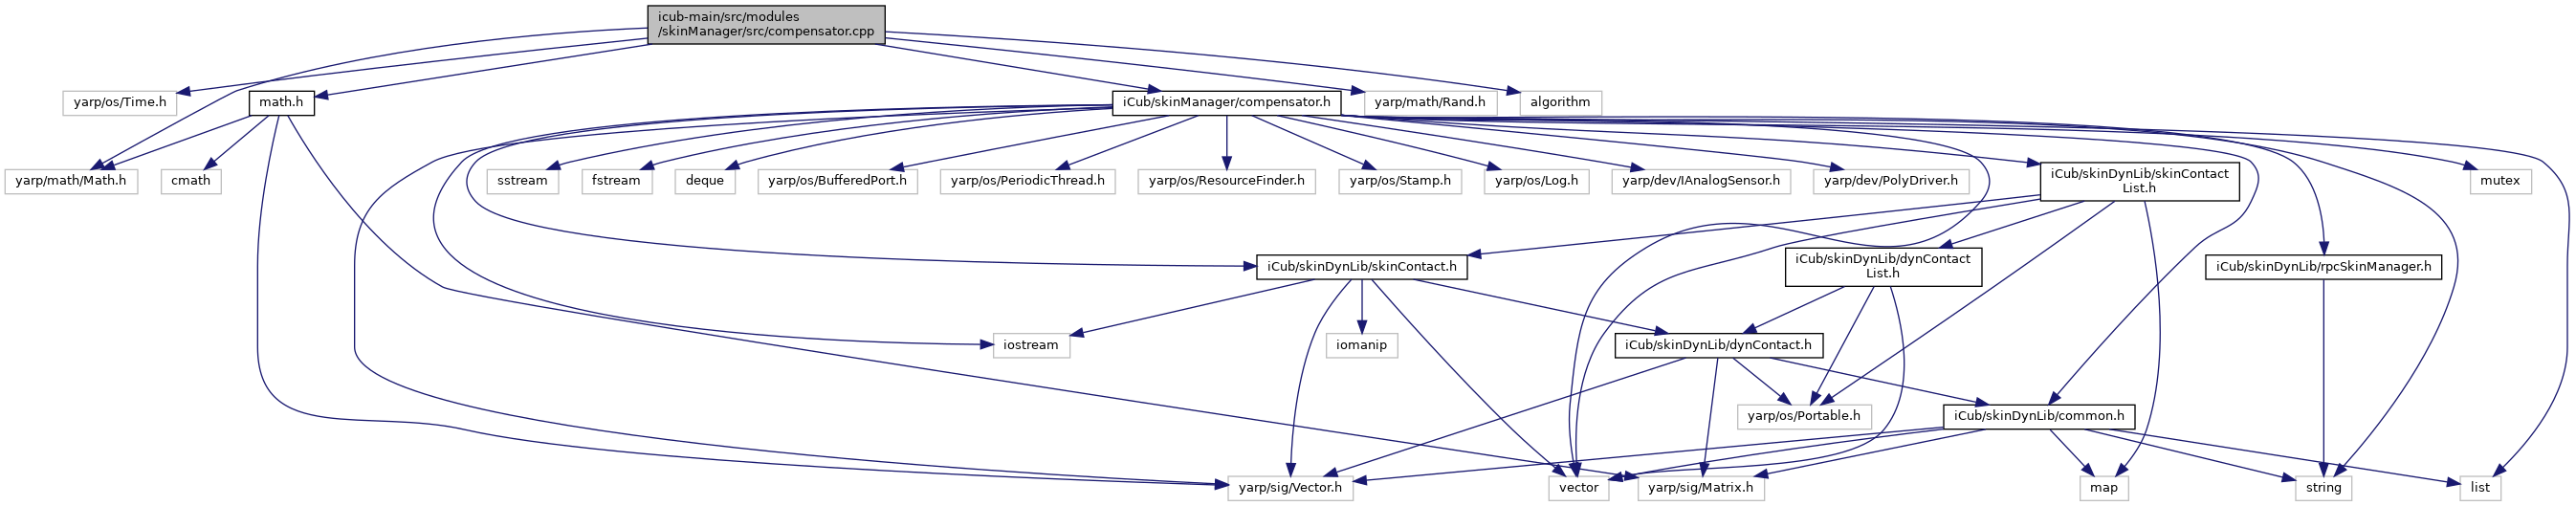 icub-main/src/modules
/skinManager/src/compensator.cpp
yarp/os/Time.h
math.h
iCub/skinManager/compensator.h
yarp/math/Rand.h
algorithm
yarp/math/Math.h
cmath
sstream
fstream
deque
yarp/os/BufferedPort.h
yarp/os/PeriodicThread.h
yarp/os/ResourceFinder.h
yarp/os/Stamp.h
yarp/os/Log.h
yarp/dev/IAnalogSensor.h
yarp/dev/PolyDriver.h
iCub/skinDynLib/skinContact
List.h
mutex
iCub/skinDynLib/skinContact.h
iCub/skinDynLib/dynContact
List.h
iCub/skinDynLib/rpcSkinManager.h
iostream
iomanip
iCub/skinDynLib/dynContact.h
yarp/os/Portable.h
iCub/skinDynLib/common.h
yarp/sig/Vector.h
vector
yarp/sig/Matrix.h
map
string
list